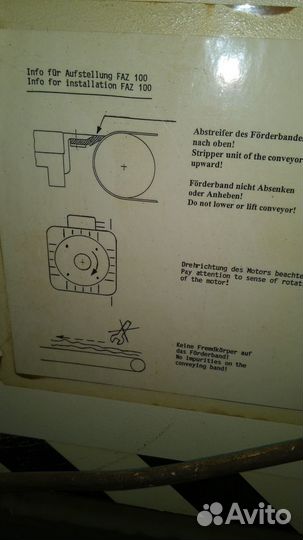 Info für Aufstellung FAZ 100
Info for installation FAZ 100
Abstreifer des Förderbandes
nach oben!
Stripper unit of the conveyor
upward!
Förderband nicht Absenken
oder Anheben!
Do not lower or lift conveyor!
Drehrichtung des Motors beachte
Pay attention to sense of rotat
of the motor!
Keine Fremdkörper auf
das Förderband!
No impurities on the
conveying band!
Avito